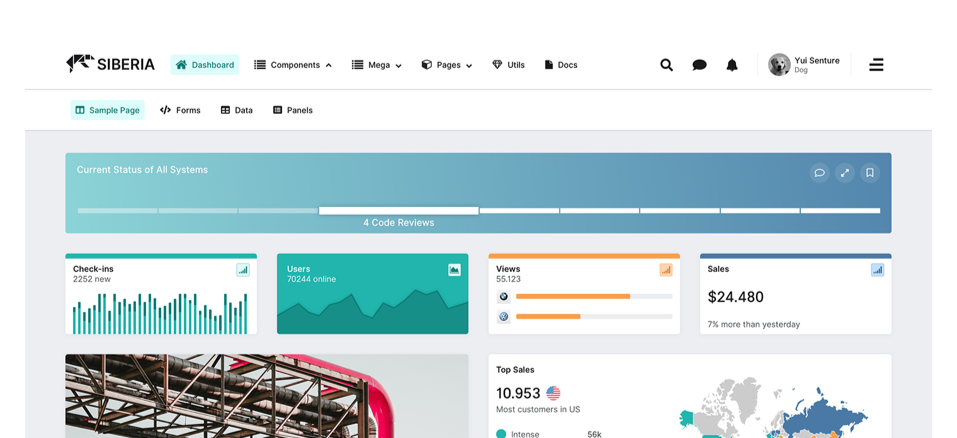 SIBERIA
Dashboard
Components
Mega
Pages
Utils
Docs
Yui Senture
Dog
Sample Page
Forms
Data
Panels
Current Status of All Systems
4 Code Reviews
Check-ins
2252 new
Users
70244 online
Views
55.123
Sales
$24.480
7% more than yesterday
Top Sales
10.953
Most customers in US
Intense 56k